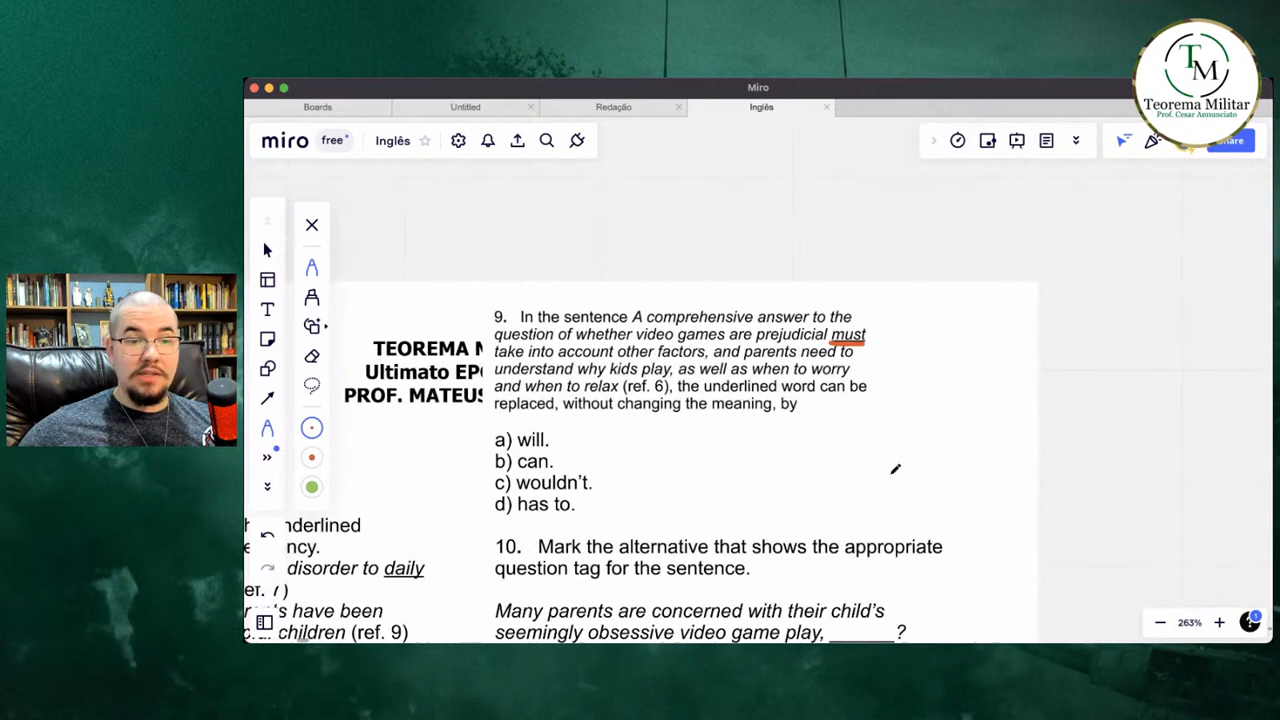 TM
Teorema Militar
Prof. Cesar Annunciato
Miro
Boards
Untitled
Redação
Inglês
miro free
Inglês
Share
TEOREMA M
Ultimato EPC
PROF. MATEUS
nderlined
ncy.
disorder to daily
ef. 7)
have been
children (ref. 9)
9. In the sentence A comprehensive answer to the
question of whether video games are prejudicial must
take into account other factors, and parents need to
understand why kids play, as well as when to worry
and when to relax (ref. 6), the underlined word can be
replaced, without changing the meaning, by
a) will.
b) can.
c) wouldn't.
d) has to.
10. Mark the alternative that shows the appropriate
question tag for the sentence.
Many parents are concerned with their child's
seemingly obsessive video game play, ______?
263%
1